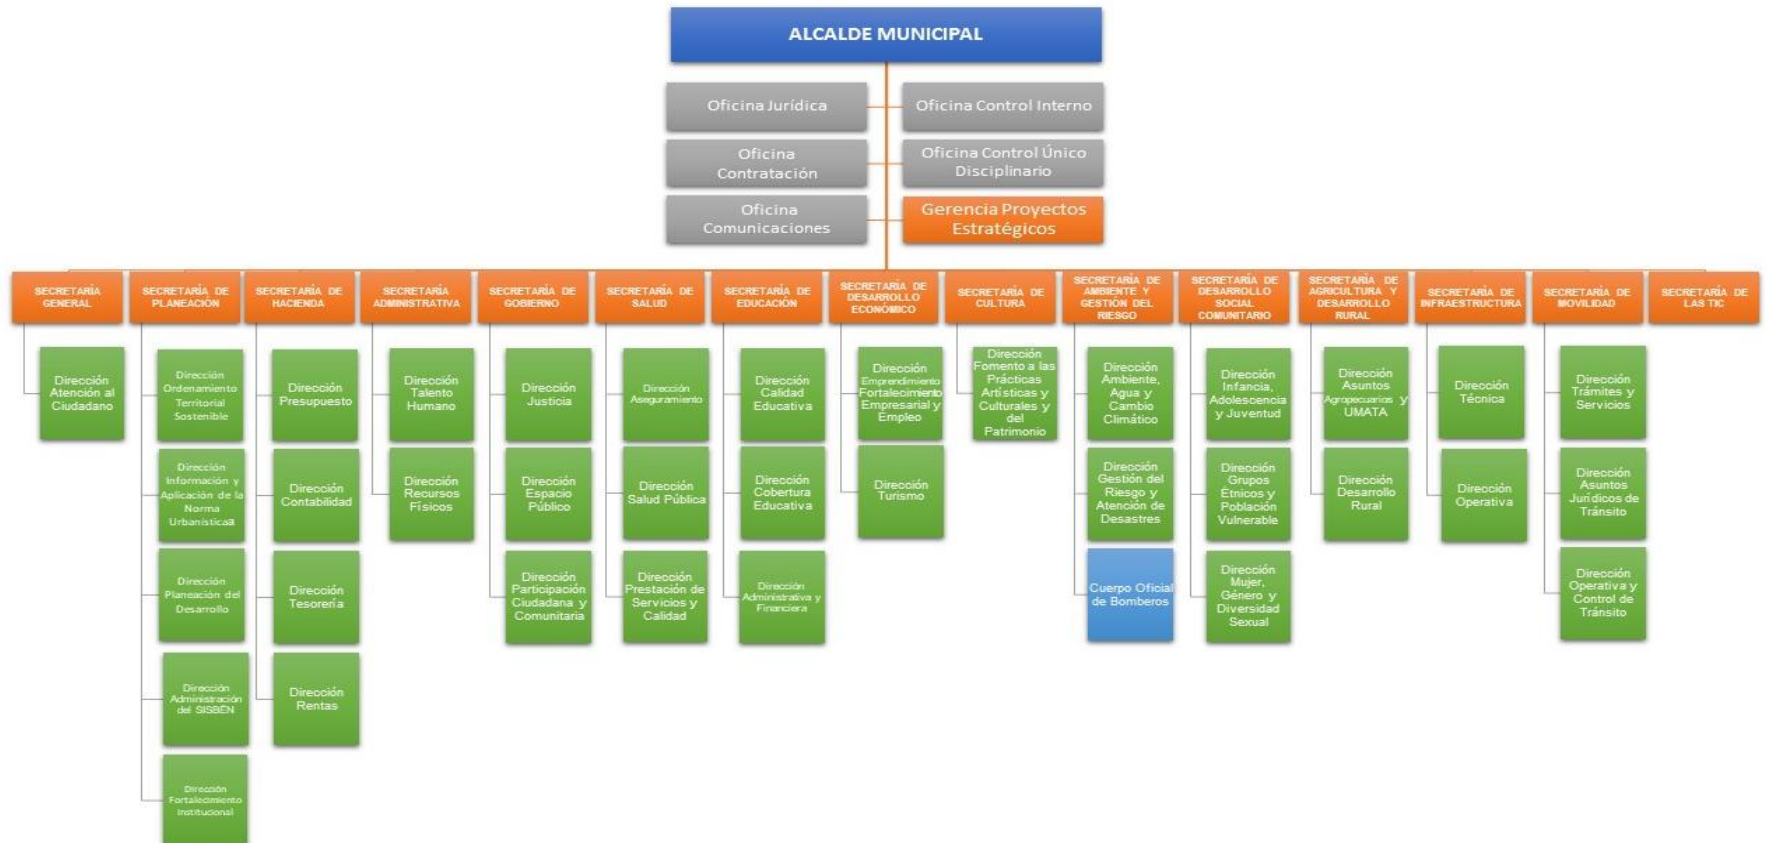 ALCALDE MUNICIPAL
Oficina Jurídica
Oficina Control Interno
Oficina
Contratación
Oficina Control Único
Disciplinario
Oficina
Comunicaciones
Gerencia Proyectos
Estratégicos
SECRETARÍA
GENERAL
SECRETARÍA DE
PLANEACIÓN
SECRETARÍA DE
HACIENDA
SECRETARÍA
ADMINISTRATIVA
SECRETARÍA DE
GOBIERNO
SECRETARÍA DE
SALUD
SECRETARÍA DE
EDUCACIÓN
SECRETARÍA DE
DESARROLLO
ECONÓMICO
SECRETARÍA DE
CULTURA
SECRETARÍA DE
AMBIENTE Y
GESTIÓN DEL
RIESGO
SECRETARÍA DE
DESARROLLO
SOCIAL
COMUNITARIO
SECRETARÍA DE
AGRICULTURA Y
DESARROLLO
RURAL
SECRETARÍA DE
INFRAESTRUCTURA
SECRETARÍA DE
MOVILIDAD
SECRETARÍA DE
LAS TIC
Dirección
Atención al
Ciudadano
Dirección
Ordenamiento
Territorial
Sostenible
Dirección
Presupuesto
Dirección
Talento
Humano
Dirección
Justicia
Dirección
Aseguramiento
Dirección
Calidad
Educativa
Dirección
Emprendimiento
Fortalecimiento
Empresarial y
Empleo
Dirección
Fomento a las
Prácticas
Artísticas y
Culturales y
del
Patrimonio
Dirección
Ambiente,
Agua y
Cambio
Climático
Dirección
Infancia,
Adolescencia
y Juventud
Dirección
Asuntos
Agropecuarios y
UMATA
Dirección
Técnica
Dirección
Trámites y
Servicios
Dirección
Información y
Aplicación de la
Norma
Urbanísticaa
Dirección
Contabilidad
Dirección
Recursos
Físicos
Dirección
Espacio
Público
Dirección
Salud Pública
Dirección
Cobertura
Educativa
Dirección
Turismo
Dirección
Gestión del
Riesgo y
Atención de
Desastres
Dirección
Grupos
Étnicos y
Población
Vulnerable
Dirección
Desarrollo
Rural
Dirección
Operativa
Dirección
Asuntos
Jurídicos de
Tránsito
Dirección
Planeación del
Desarrollo
Dirección
Tesorería
Dirección
Participación
Ciudadana y
Comunitaria
Dirección
Prestación de
Servicios y
Calidad
Dirección
Administrativa y
Financiera
Cuerpo Oficial
de Bomberos
Dirección
Mujer,
Género y
Diversidad
Sexual
Dirección
Operativa y
Control de
Tránsito
Dirección
Administración
del SISBÉN
Dirección
Rentas
Dirección
Fortalecimiento
Institucional